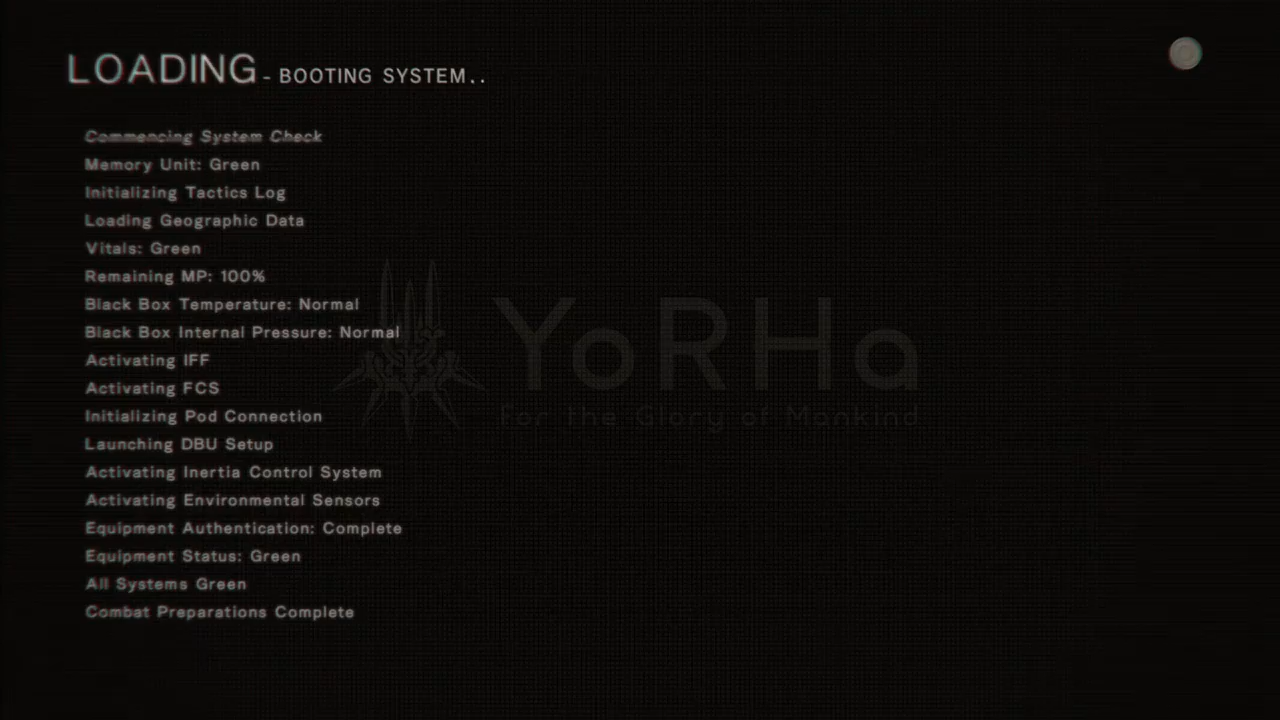 LOADING - BOOTING SYSTEM..
Commencing System Check
Memory Unit: Green
Initializing Tactics Log
Loading Geographic Data
Vitals: Green
Remaining MP: 100%
Black Box Temperature: Normal
Black Box Internal Pressure: Normal
Activating IFF
Activating FCS
Initializing Pod Connection
Launching DBU Setup
Activating Inertia Control System
Activating Environmental Sensors
Equipment Authentication: Complete
Equipment Status: Green
All Systems Green
Combat Preparations Complete
YoRHa
For the Glory of Mankind